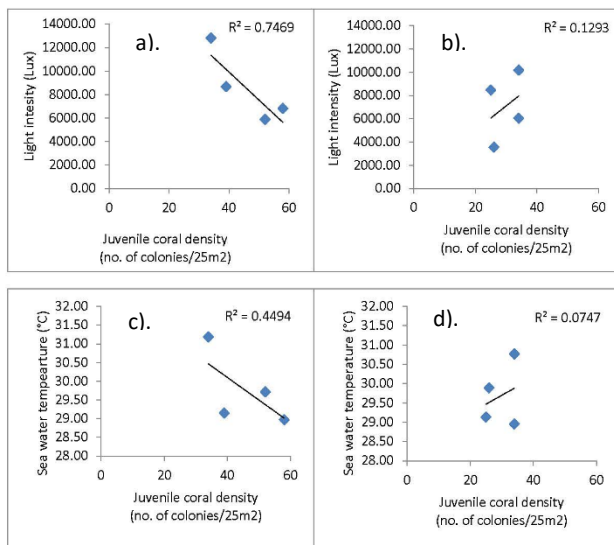 a).
R² = 0.7469
Light intesity (Lux)
14000.00
12000.00
10000.00
8000.00
6000.00
4000.00
2000.00
0.00
0 20 40 60
Juvenile coral density
(no. of colonies/25m2)
b).
R² = 0.1293
Light intensity (Lux)
14000.00
12000.00
10000.00
8000.00
6000.00
4000.00
2000.00
0.00
0 20 40 60
Juvenile coral density
(no. of colonies/25m2)
c).
R² = 0.4494
Sea water tempearture (°C)
32.00
31.50
31.00
30.50
30.00
29.50
29.00
28.50
28.00
0 20 40 60
Juvenile coral density
(no. of colonies/25m2)
d).
R² = 0.0747
Sea water temperature (°C)
32.00
31.50
31.00
30.50
30.00
29.50
29.00
28.50
28.00
0 20 40 60
Juvenile coral density
(no. of colonies/25m2)